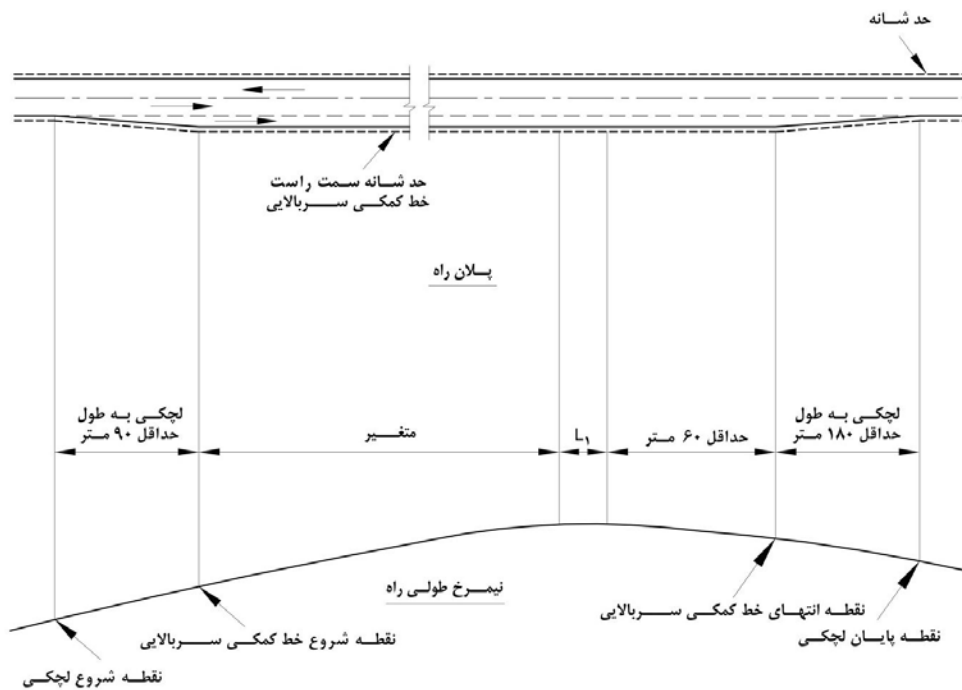 حد شانه
حد شانه سمت راست
خط کمکی سربالایی
پلان راه
لچکی به طول
حداقل ۹۰ متر
متغیر
L۱
حداقل ۶۰ متر
لچکی به طول
حداقل ۱۸۰ متر
نیمرخ طولی راه
نقطه شروع لچکی
نقطه شروع خط کمکی سربالایی
نقطه انتهای خط کمکی سربالایی
نقطه پایان لچکی